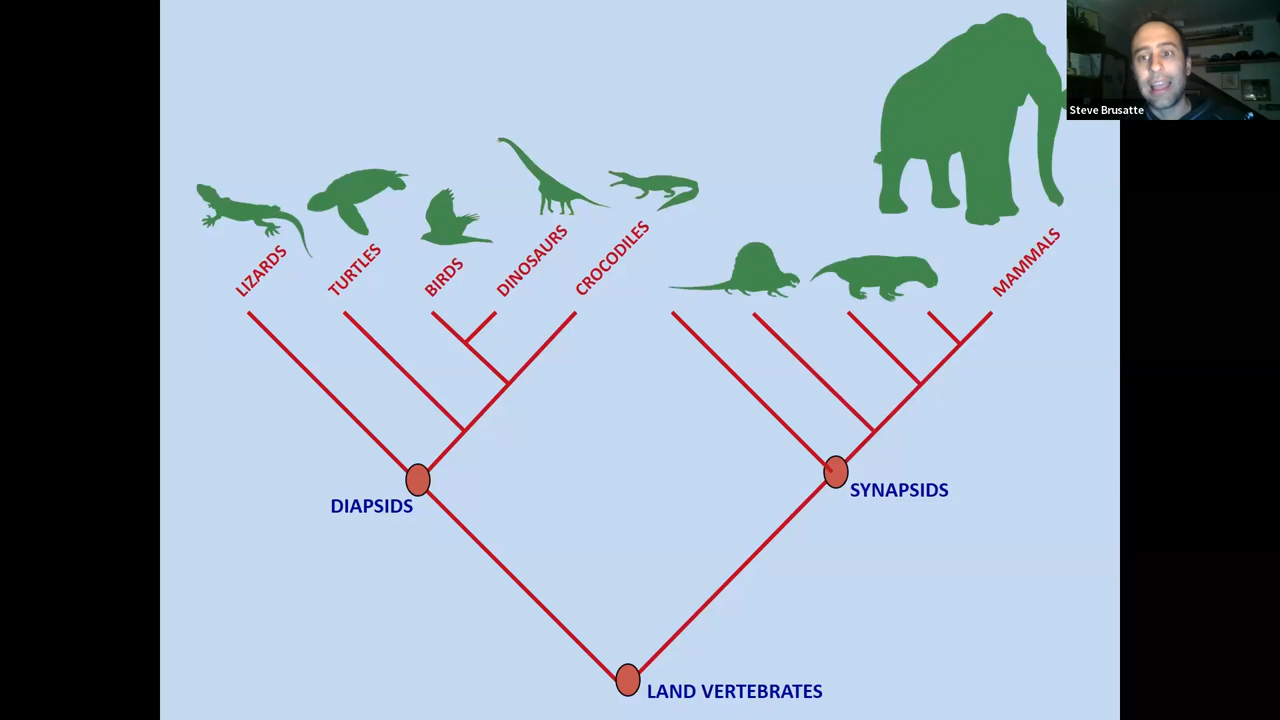 Steve Brusatte
LIZARDS
TURTLES
BIRDS
DINOSAURS
CROCODILES
MAMMALS
DIAPSIDS
SYNAPSIDS
LAND VERTEBRATES